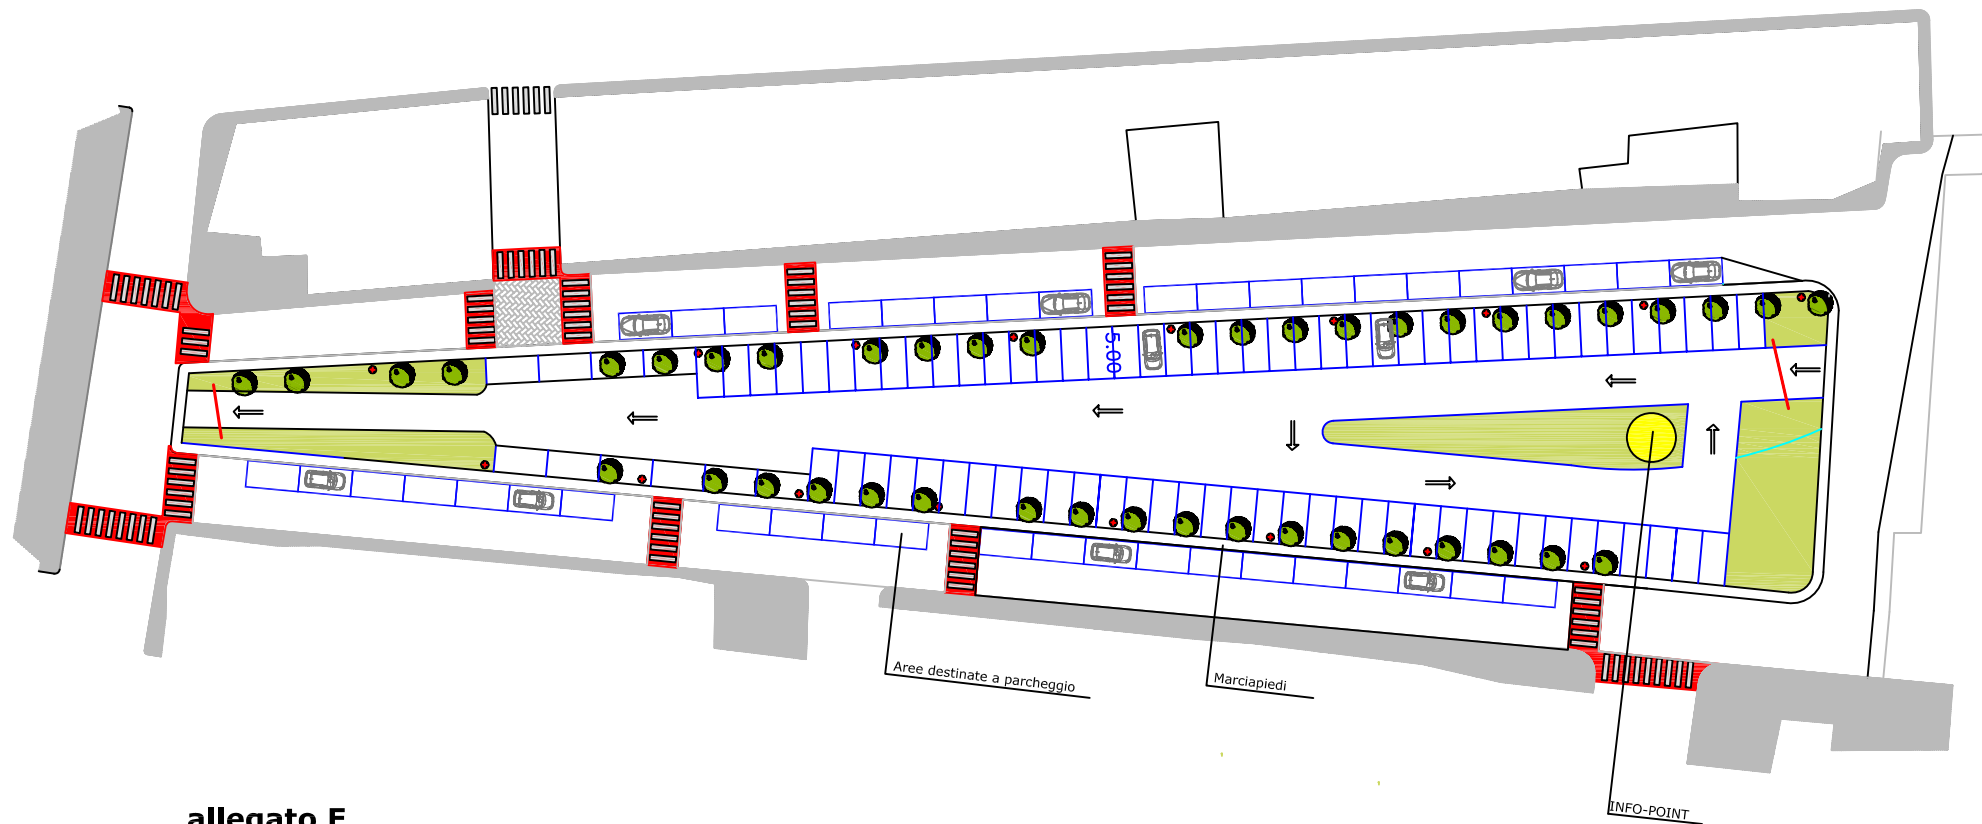 5.00
Aree destinate a parcheggio
Marciapiedi
INFO-POINT
allegato F